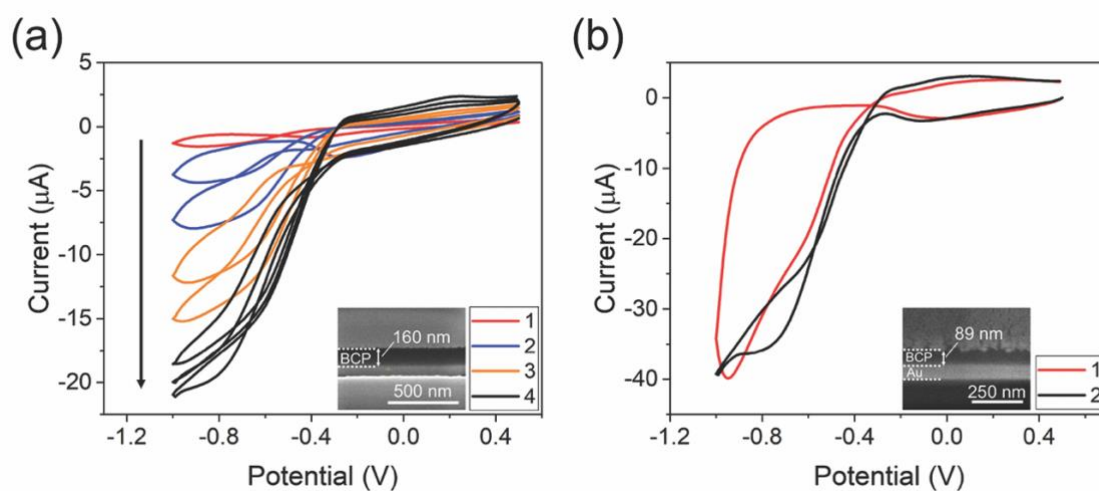 (a)
5
0
-5
-10
-15
-20
Current (μA)
-1.2
-0.8
-0.4
0.0
0.4
Potential (V)
BCP
160 nm
500 nm
1
2
3
4
(b)
0
-10
-20
-30
-40
Current (μA)
-1.2
-0.8
-0.4
0.0
0.4
Potential (V)
BCP
Au
89 nm
250 nm
1
2